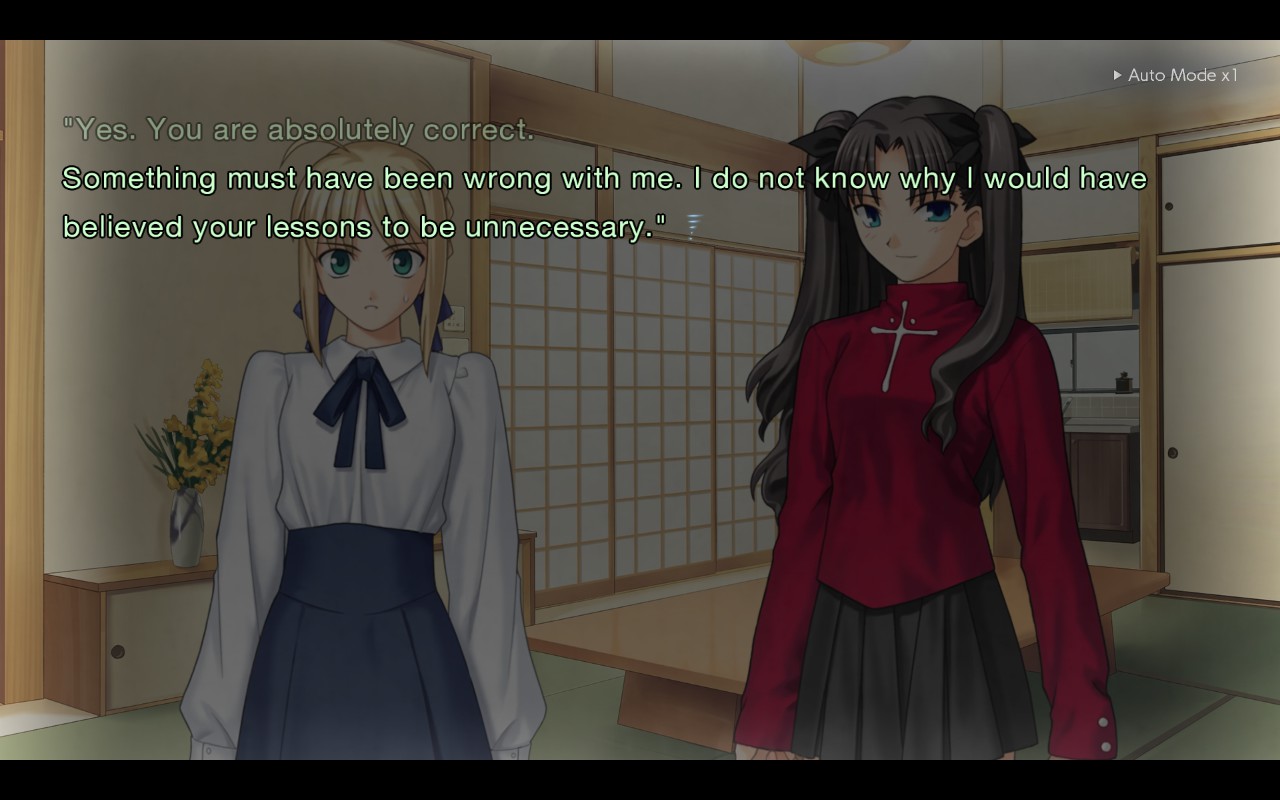 Auto Mode x1
"Yes. You are absolutely correct.
Something must have been wrong with me. I do not know why I would have
believed your lessons to be unnecessary."